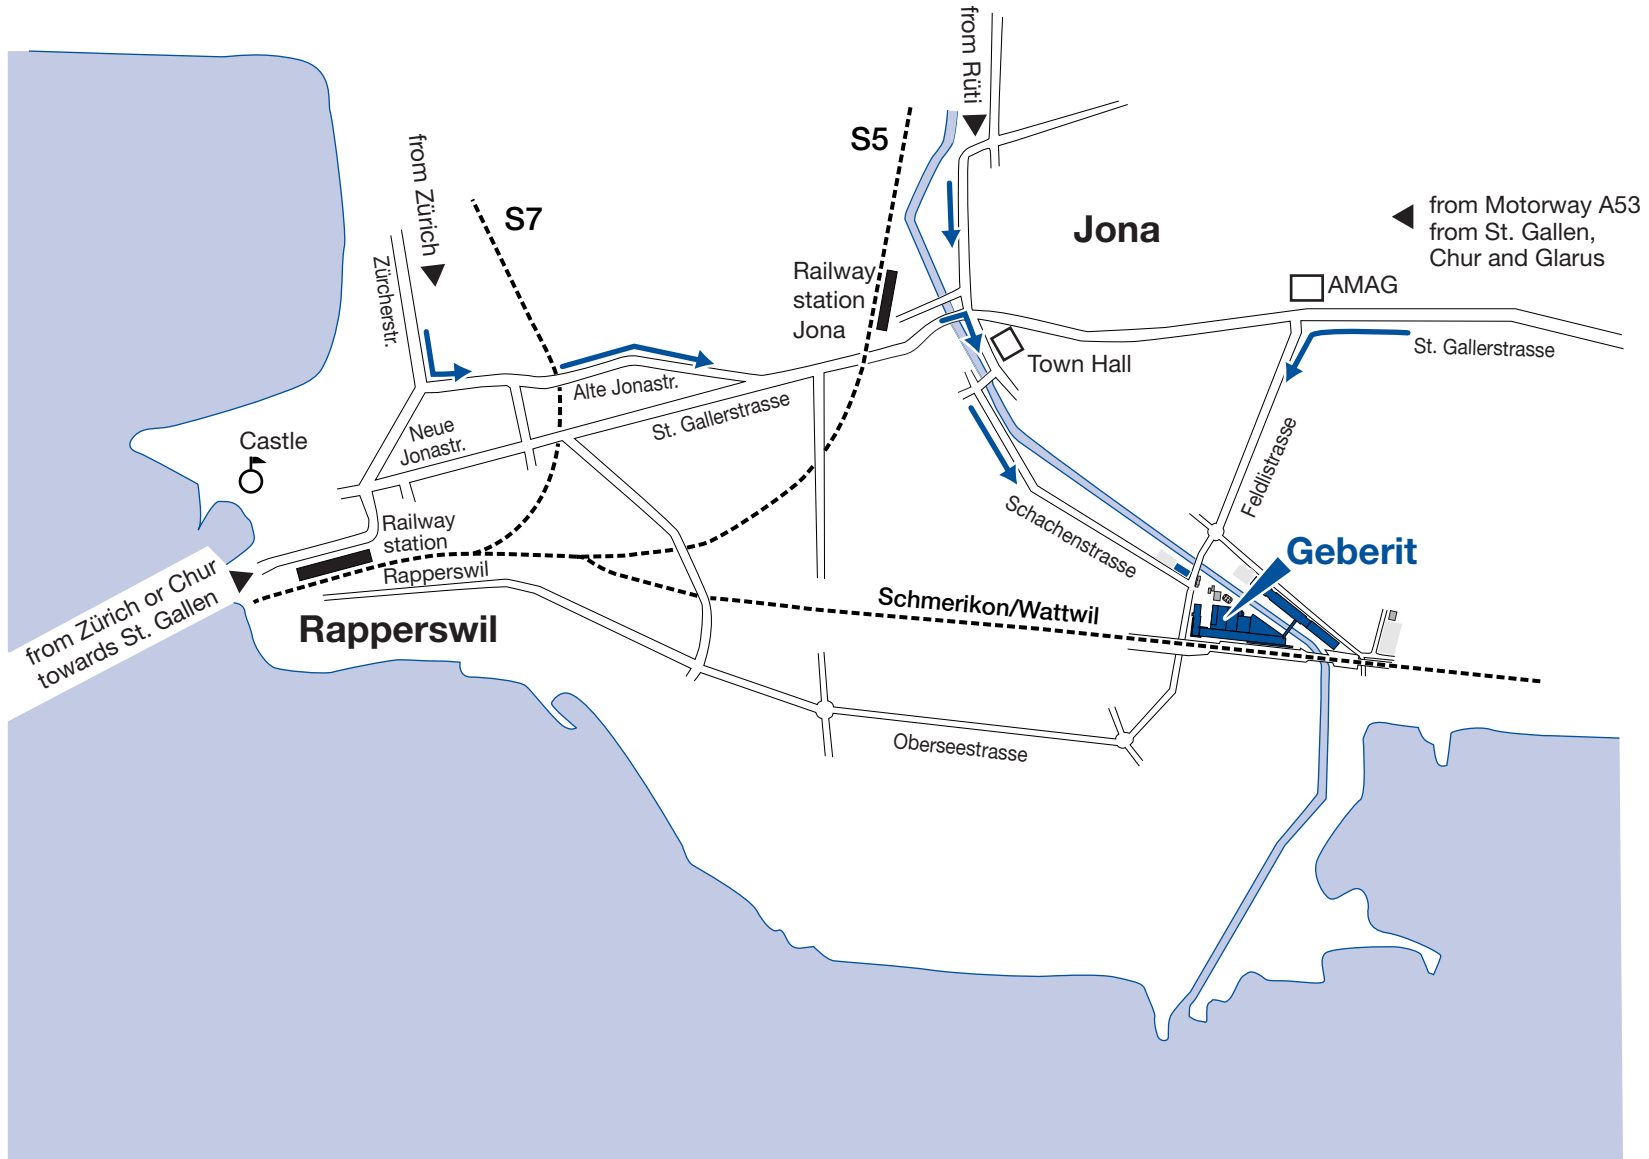 from Rüti
from Zürich
S5
S7
Jona
from Motorway A53
from St. Gallen,
Chur and Glarus
Zürcherstr.
Railway
station
Jona
AMAG
Town Hall
St. Gallerstrasse
Alte Jonastr.
St. Gallerstrasse
Neue
Jonastr.
Castle
Feldlistrasse
Schachenstrasse
Geberit
Railway
station
Rapperswil
from Zürich or Chur
towards St. Gallen
Rapperswil
Schmerikon/Wattwil
Oberseestrasse